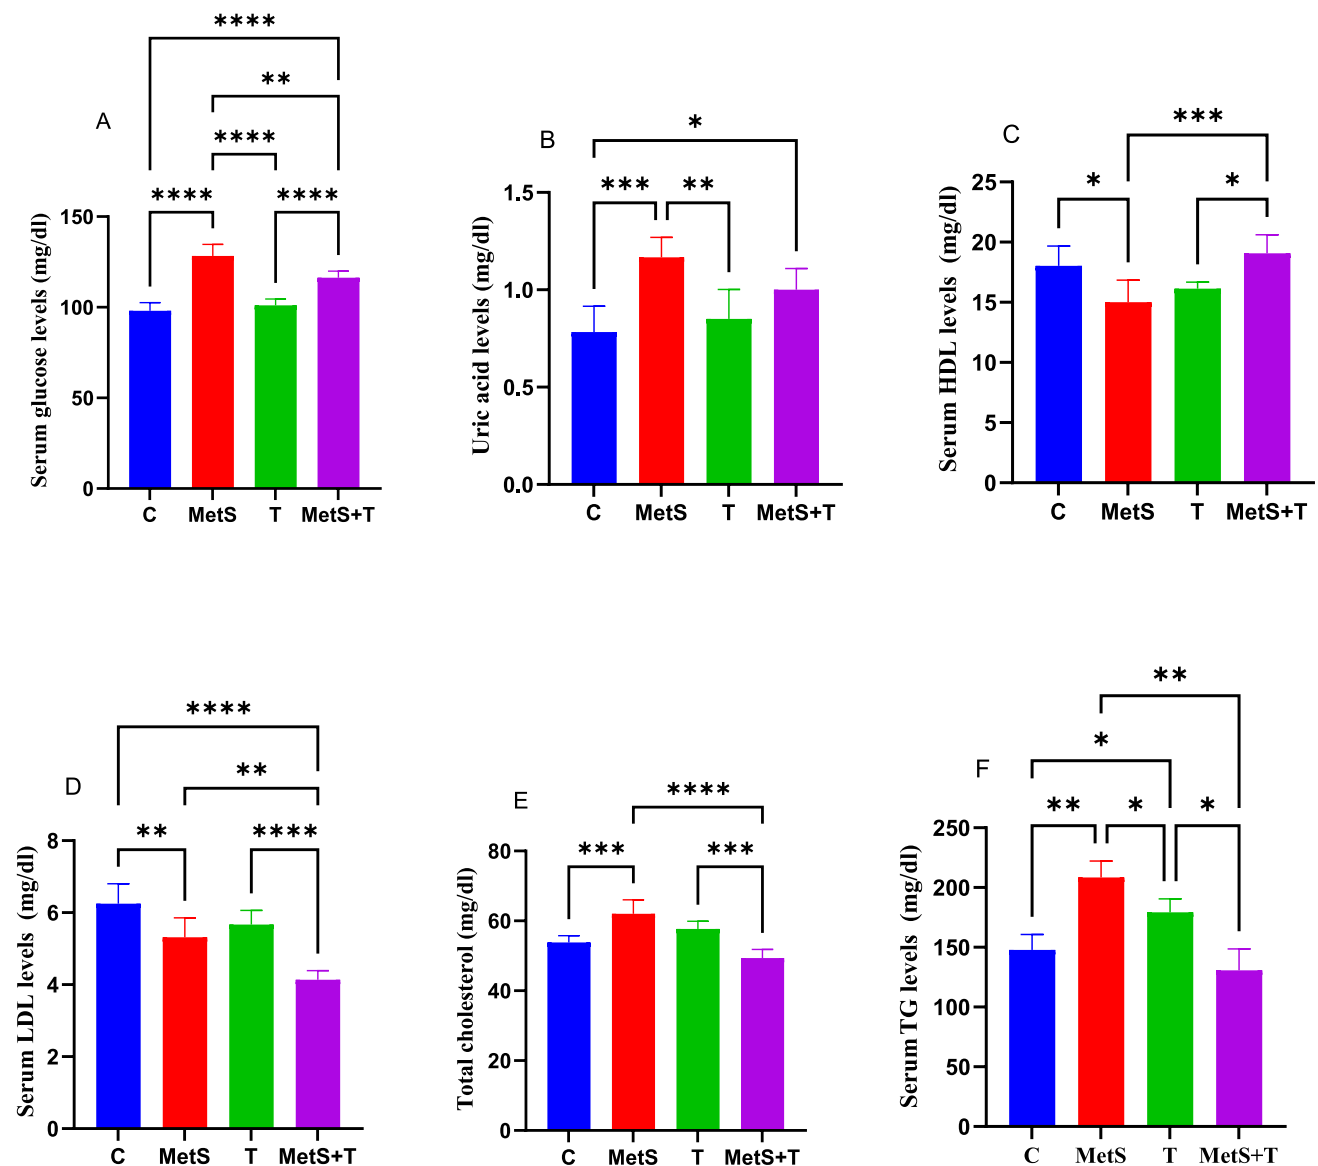 A
****
**
****
**** ****
Serum glucose levels (mg/dl)
150
100
50
0
C MetS T MetS+T
B
*
*** **
Uric acid levels (mg/dl)
1.5
1.0
0.5
0.0
C MetS T MetS+T
C
***
* *
Serum HDL levels (mg/dl)
25
20
15
10
5
0
C MetS T MetS+T
D
****
**
** ****
Serum LDL levels (mg/dl)
8
6
4
2
0
C MetS T MetS+T
E
****
*** ***
Total cholesterol (mg/dl)
80
60
40
20
0
C MetS T MetS+T
F
**
*
** * *
Serum TG levels (mg/dl)
250
200
150
100
50
0
C MetS T MetS+T